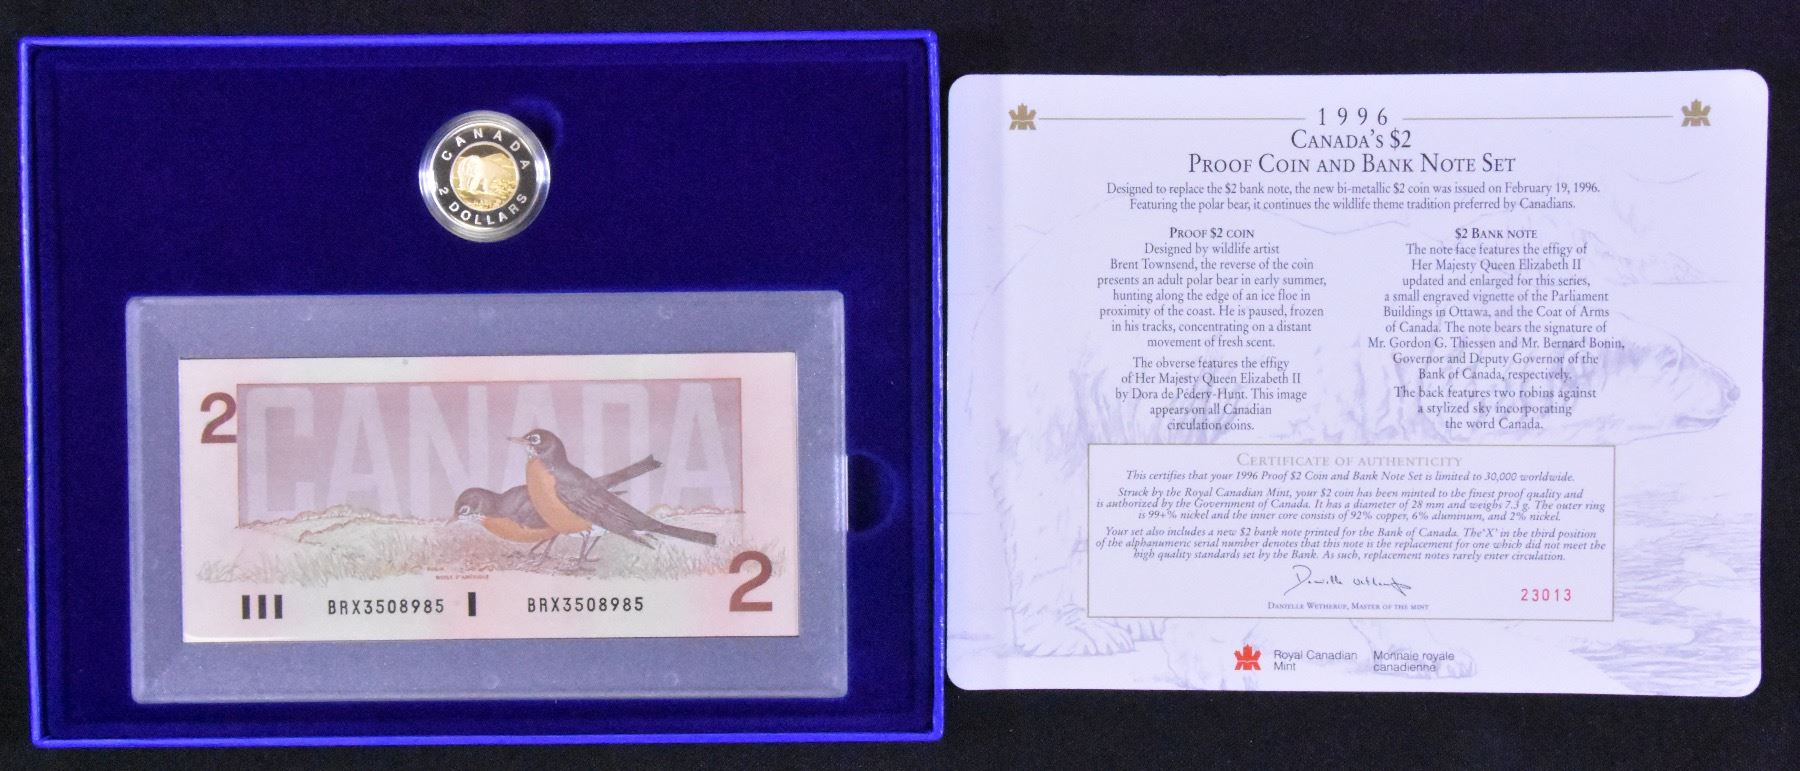 CANADA
2 DOLLARS
2
CANADA
MERLE D'AMÉRIQUE
BRX3508985
BRX3508985
2
1996
CANADA'S $2
PROOF COIN AND BANK NOTE SET
Designed to replace the $2 bank note, the new bi-metallic $2 coin was issued on February 19, 1996.
Featuring the polar bear, it continues the wildlife theme tradition preferred by Canadians.
PROOF $2 COIN
Designed by wildlife artist
Brent Townsend, the reverse of the coin
presents an adult polar bear in early summer,
hunting along the edge of an ice floe in
proximity of the coast. He is paused, frozen
in his tracks, concentrating on a distant
movement of fresh scent.
The obverse features the effigy
of Her Majesty Queen Elizabeth II
by Dora de Pédery-Hunt. This image
appears on all Canadian
circulation coins.
$2 BANK NOTE
The note face features the effigy of
Her Majesty Queen Elizabeth II
updated and enlarged for this series,
a small engraved vignette of the Parliament
Buildings in Ottawa, and the Coat of Arms
of Canada. The note bears the signature of
Mr. Gordon G. Thiessen and Mr. Bernard Bonin,
Governor and Deputy Governor of the
Bank of Canada, respectively.
The back features two robins against
a stylized sky incorporating
the word Canada.
CERTIFICATE OF AUTHENTICITY
This certifies that your 1996 Proof $2 Coin and Bank Note Set is limited to 30,000 worldwide.
Struck by the Royal Canadian Mint, your $2 coin has been minted to the finest proof quality and
is authorized by the Government of Canada. It has a diameter of 28 mm and weighs 7.3 g. The outer ring
is 99+% nickel and the inner core consists of 92% copper, 6% aluminum, and 2% nickel.
Your set also includes a new $2 bank note printed for the Bank of Canada. The 'X' in the third position
of the alphanumeric serial number denotes that this note is the replacement for one which did not meet the
high quality standards set by the Bank. As such, replacement notes rarely enter circulation.
DANIELLE WETHERUP, MASTER OF THE MINT
23013
Royal Canadian Mint
Monnaie royale canadienne